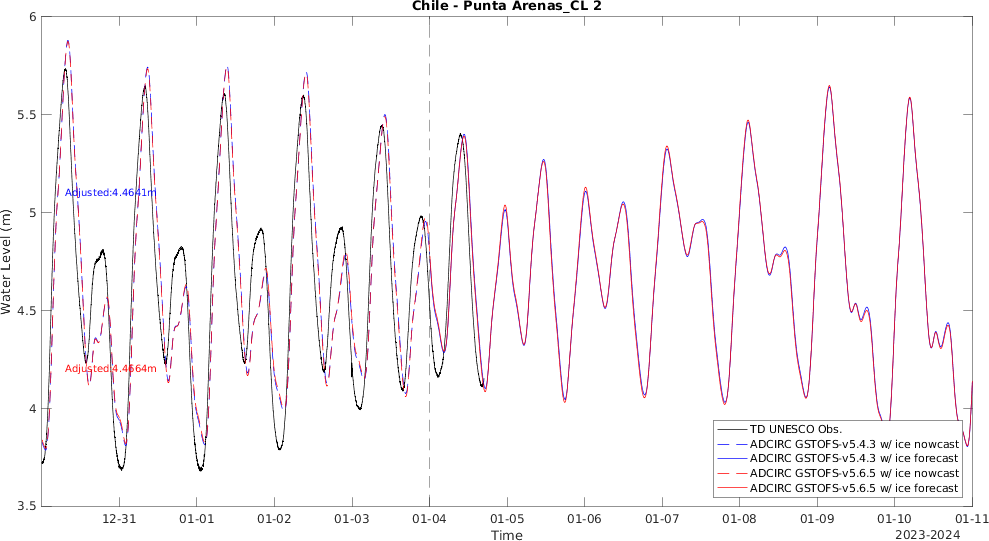 Chile - Punta Arenas_CL 2
Water Level (m)
6
5.5
5
4.5
4
3.5
Adjusted:4.4641m
Adjusted:4.4664m
TD UNESCO Obs.
ADCIRC GSTOFS-v5.4.3 w/ ice nowcast
ADCIRC GSTOFS-v5.4.3 w/ ice forecast
ADCIRC GSTOFS-v5.6.5 w/ ice nowcast
ADCIRC GSTOFS-v5.6.5 w/ ice forecast
12-31 01-01 01-02 01-03 01-04 01-05 01-06 01-07 01-08 01-09 01-10 01-11
Time
2023-2024